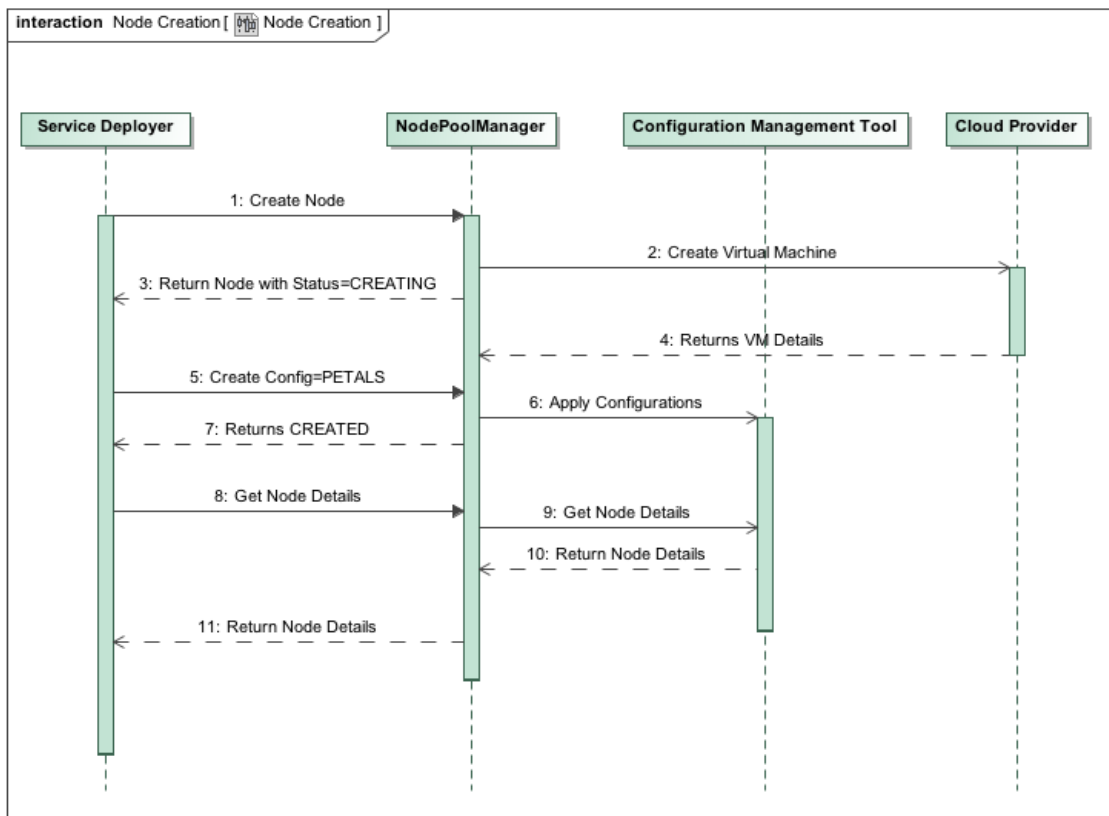 interaction Node Creation [ Node Creation ]
Service Deployer
NodePoolManager
Configuration Management Tool
Cloud Provider
1: Create Node
2: Create Virtual Machine
3: Return Node with Status=CREATING
4: Returns VM Details
5: Create Config=PETALS
6: Apply Configurations
7: Returns CREATED
8: Get Node Details
9: Get Node Details
10: Return Node Details
11: Return Node Details